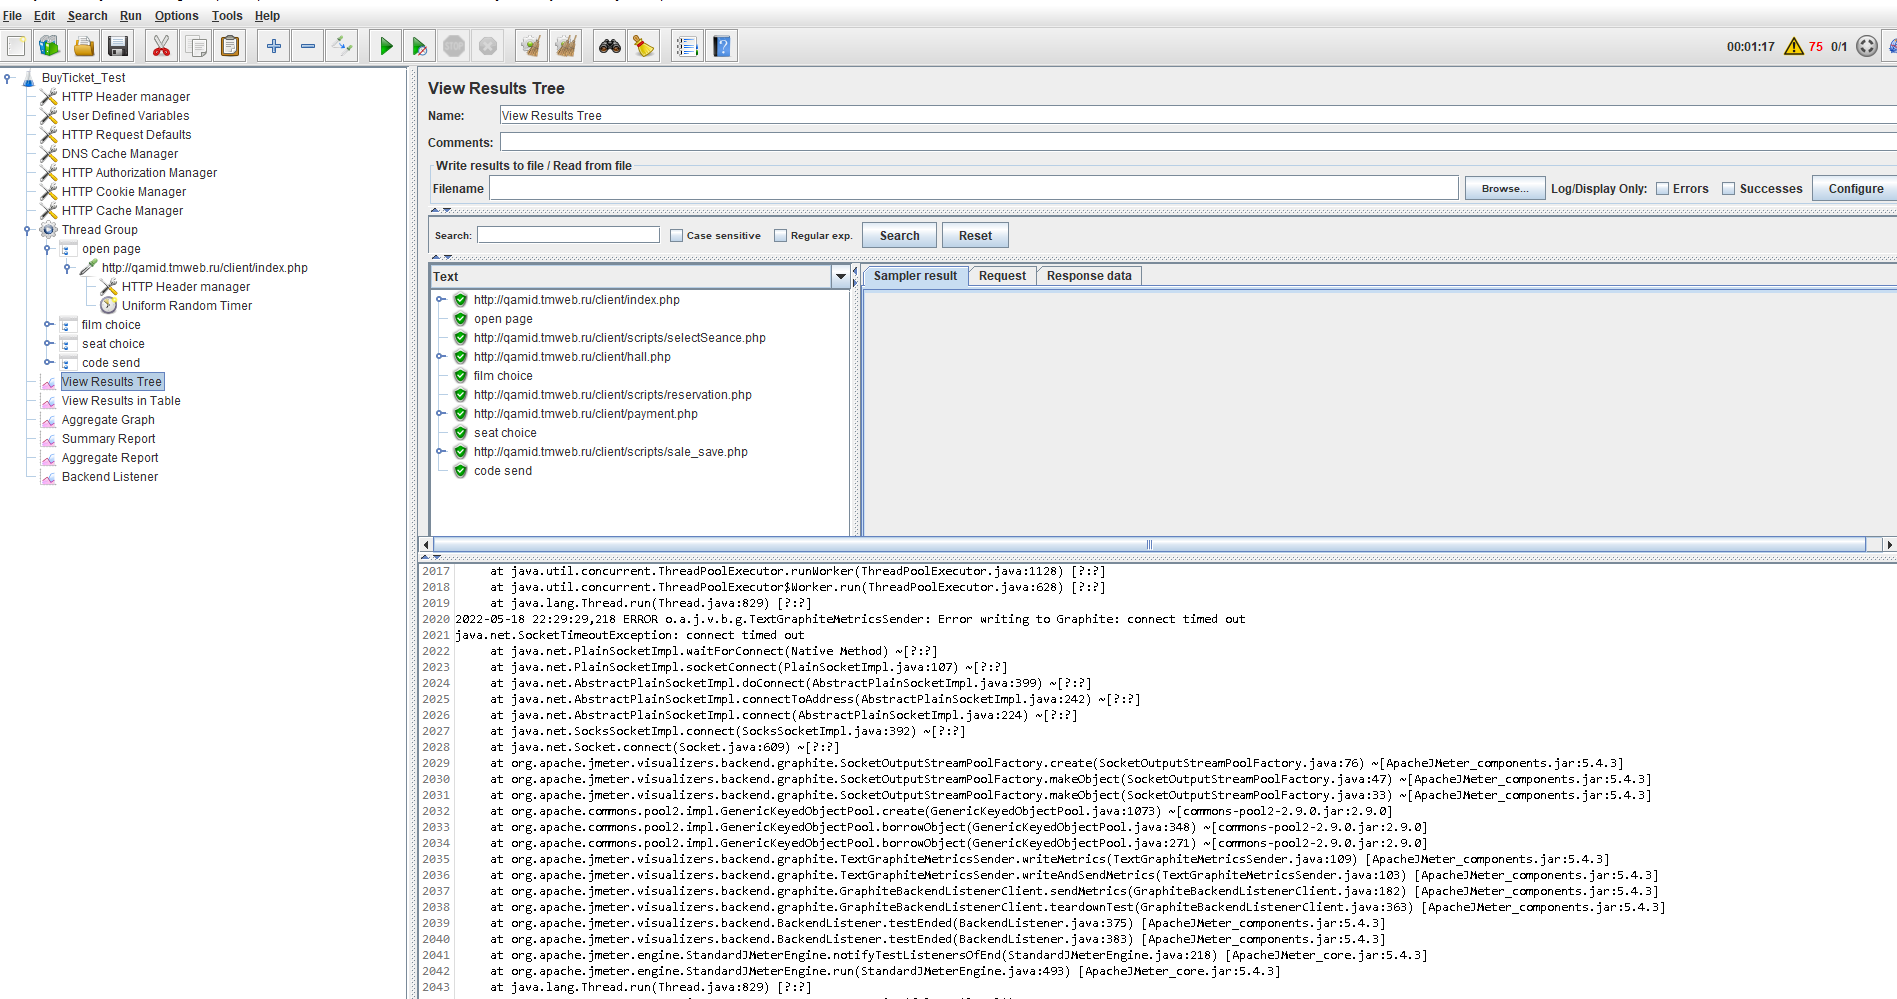 File Edit Search Run Options Tools Help
00:01:17 75 0/1
BuyTicket_Test
HTTP Header manager
User Defined Variables
HTTP Request Defaults
DNS Cache Manager
HTTP Authorization Manager
HTTP Cookie Manager
HTTP Cache Manager
Thread Group
open page
http://qamid.tmweb.ru/client/index.php
HTTP Header manager
Uniform Random Timer
film choice
seat choice
code send
View Results Tree
View Results in Table
Aggregate Graph
Summary Report
Aggregate Report
Backend Listener
View Results Tree
Name: View Results Tree
Comments:
Write results to file / Read from file
Filename Browse... Log/Display Only: Errors Successes Configure
Search: Case sensitive Regular exp. Search Reset
Text
Sampler result Request Response data
http://qamid.tmweb.ru/client/index.php
open page
http://qamid.tmweb.ru/client/scripts/selectSeance.php
http://qamid.tmweb.ru/client/hall.php
film choice
http://qamid.tmweb.ru/client/scripts/reservation.php
http://qamid.tmweb.ru/client/payment.php
seat choice
http://qamid.tmweb.ru/client/scripts/sale_save.php
code send
2017 at java.util.concurrent.ThreadPoolExecutor.runWorker(ThreadPoolExecutor.java:1128) [?:?]
2018 at java.util.concurrent.ThreadPoolExecutor$Worker.run(ThreadPoolExecutor.java:628) [?:?]
2019 at java.lang.Thread.run(Thread.java:829) [?:?]
2020 2022-05-18 22:29:29,218 ERROR o.a.j.v.b.g.TextGraphiteMetricsSender: Error writing to Graphite: connect timed out
2021 java.net.SocketTimeoutException: connect timed out
2022 at java.net.PlainSocketImpl.waitForConnect(Native Method) ~[?:?]
2023 at java.net.PlainSocketImpl.socketConnect(PlainSocketImpl.java:107) ~[?:?]
2024 at java.net.AbstractPlainSocketImpl.doConnect(AbstractPlainSocketImpl.java:399) ~[?:?]
2025 at java.net.AbstractPlainSocketImpl.connectToAddress(AbstractPlainSocketImpl.java:242) ~[?:?]
2026 at java.net.AbstractPlainSocketImpl.connect(AbstractPlainSocketImpl.java:224) ~[?:?]
2027 at java.net.SocksSocketImpl.connect(SocksSocketImpl.java:392) ~[?:?]
2028 at java.net.Socket.connect(Socket.java:609) ~[?:?]
2029 at org.apache.jmeter.visualizers.backend.graphite.SocketOutputStreamPoolFactory.create(SocketOutputStreamPoolFactory.java:76) ~[ApacheJMeter_components.jar:5.4.3]
2030 at org.apache.jmeter.visualizers.backend.graphite.SocketOutputStreamPoolFactory.makeObject(SocketOutputStreamPoolFactory.java:47) ~[ApacheJMeter_components.jar:5.4.3]
2031 at org.apache.jmeter.visualizers.backend.graphite.SocketOutputStreamPoolFactory.makeObject(SocketOutputStreamPoolFactory.java:33) ~[ApacheJMeter_components.jar:5.4.3]
2032 at org.apache.commons.pool2.impl.GenericKeyedObjectPool.create(GenericKeyedObjectPool.java:1073) ~[commons-pool2-2.9.0.jar:2.9.0]
2033 at org.apache.commons.pool2.impl.GenericKeyedObjectPool.borrowObject(GenericKeyedObjectPool.java:348) ~[commons-pool2-2.9.0.jar:2.9.0]
2034 at org.apache.commons.pool2.impl.GenericKeyedObjectPool.borrowObject(GenericKeyedObjectPool.java:271) ~[commons-pool2-2.9.0.jar:2.9.0]
2035 at org.apache.jmeter.visualizers.backend.graphite.TextGraphiteMetricsSender.writeMetrics(TextGraphiteMetricsSender.java:109) [ApacheJMeter_components.jar:5.4.3]
2036 at org.apache.jmeter.visualizers.backend.graphite.TextGraphiteMetricsSender.writeAndSendMetrics(TextGraphiteMetricsSender.java:103) [ApacheJMeter_components.jar:5.4.3]
2037 at org.apache.jmeter.visualizers.backend.graphite.GraphiteBackendListenerClient.sendMetrics(GraphiteBackendListenerClient.java:182) [ApacheJMeter_components.jar:5.4.3]
2038 at org.apache.jmeter.visualizers.backend.graphite.GraphiteBackendListenerClient.teardownTest(GraphiteBackendListenerClient.java:363) [ApacheJMeter_components.jar:5.4.3]
2039 at org.apache.jmeter.visualizers.backend.BackendListener.testEnded(BackendListener.java:375) [ApacheJMeter_components.jar:5.4.3]
2040 at org.apache.jmeter.visualizers.backend.BackendListener.testEnded(BackendListener.java:383) [ApacheJMeter_components.jar:5.4.3]
2041 at org.apache.jmeter.engine.StandardJMeterEngine.notifyTestListenersOfEnd(StandardJMeterEngine.java:218) [ApacheJMeter_core.jar:5.4.3]
2042 at org.apache.jmeter.engine.StandardJMeterEngine.run(StandardJMeterEngine.java:493) [ApacheJMeter_core.jar:5.4.3]
2043 at java.lang.Thread.run(Thread.java:829) [?:?]